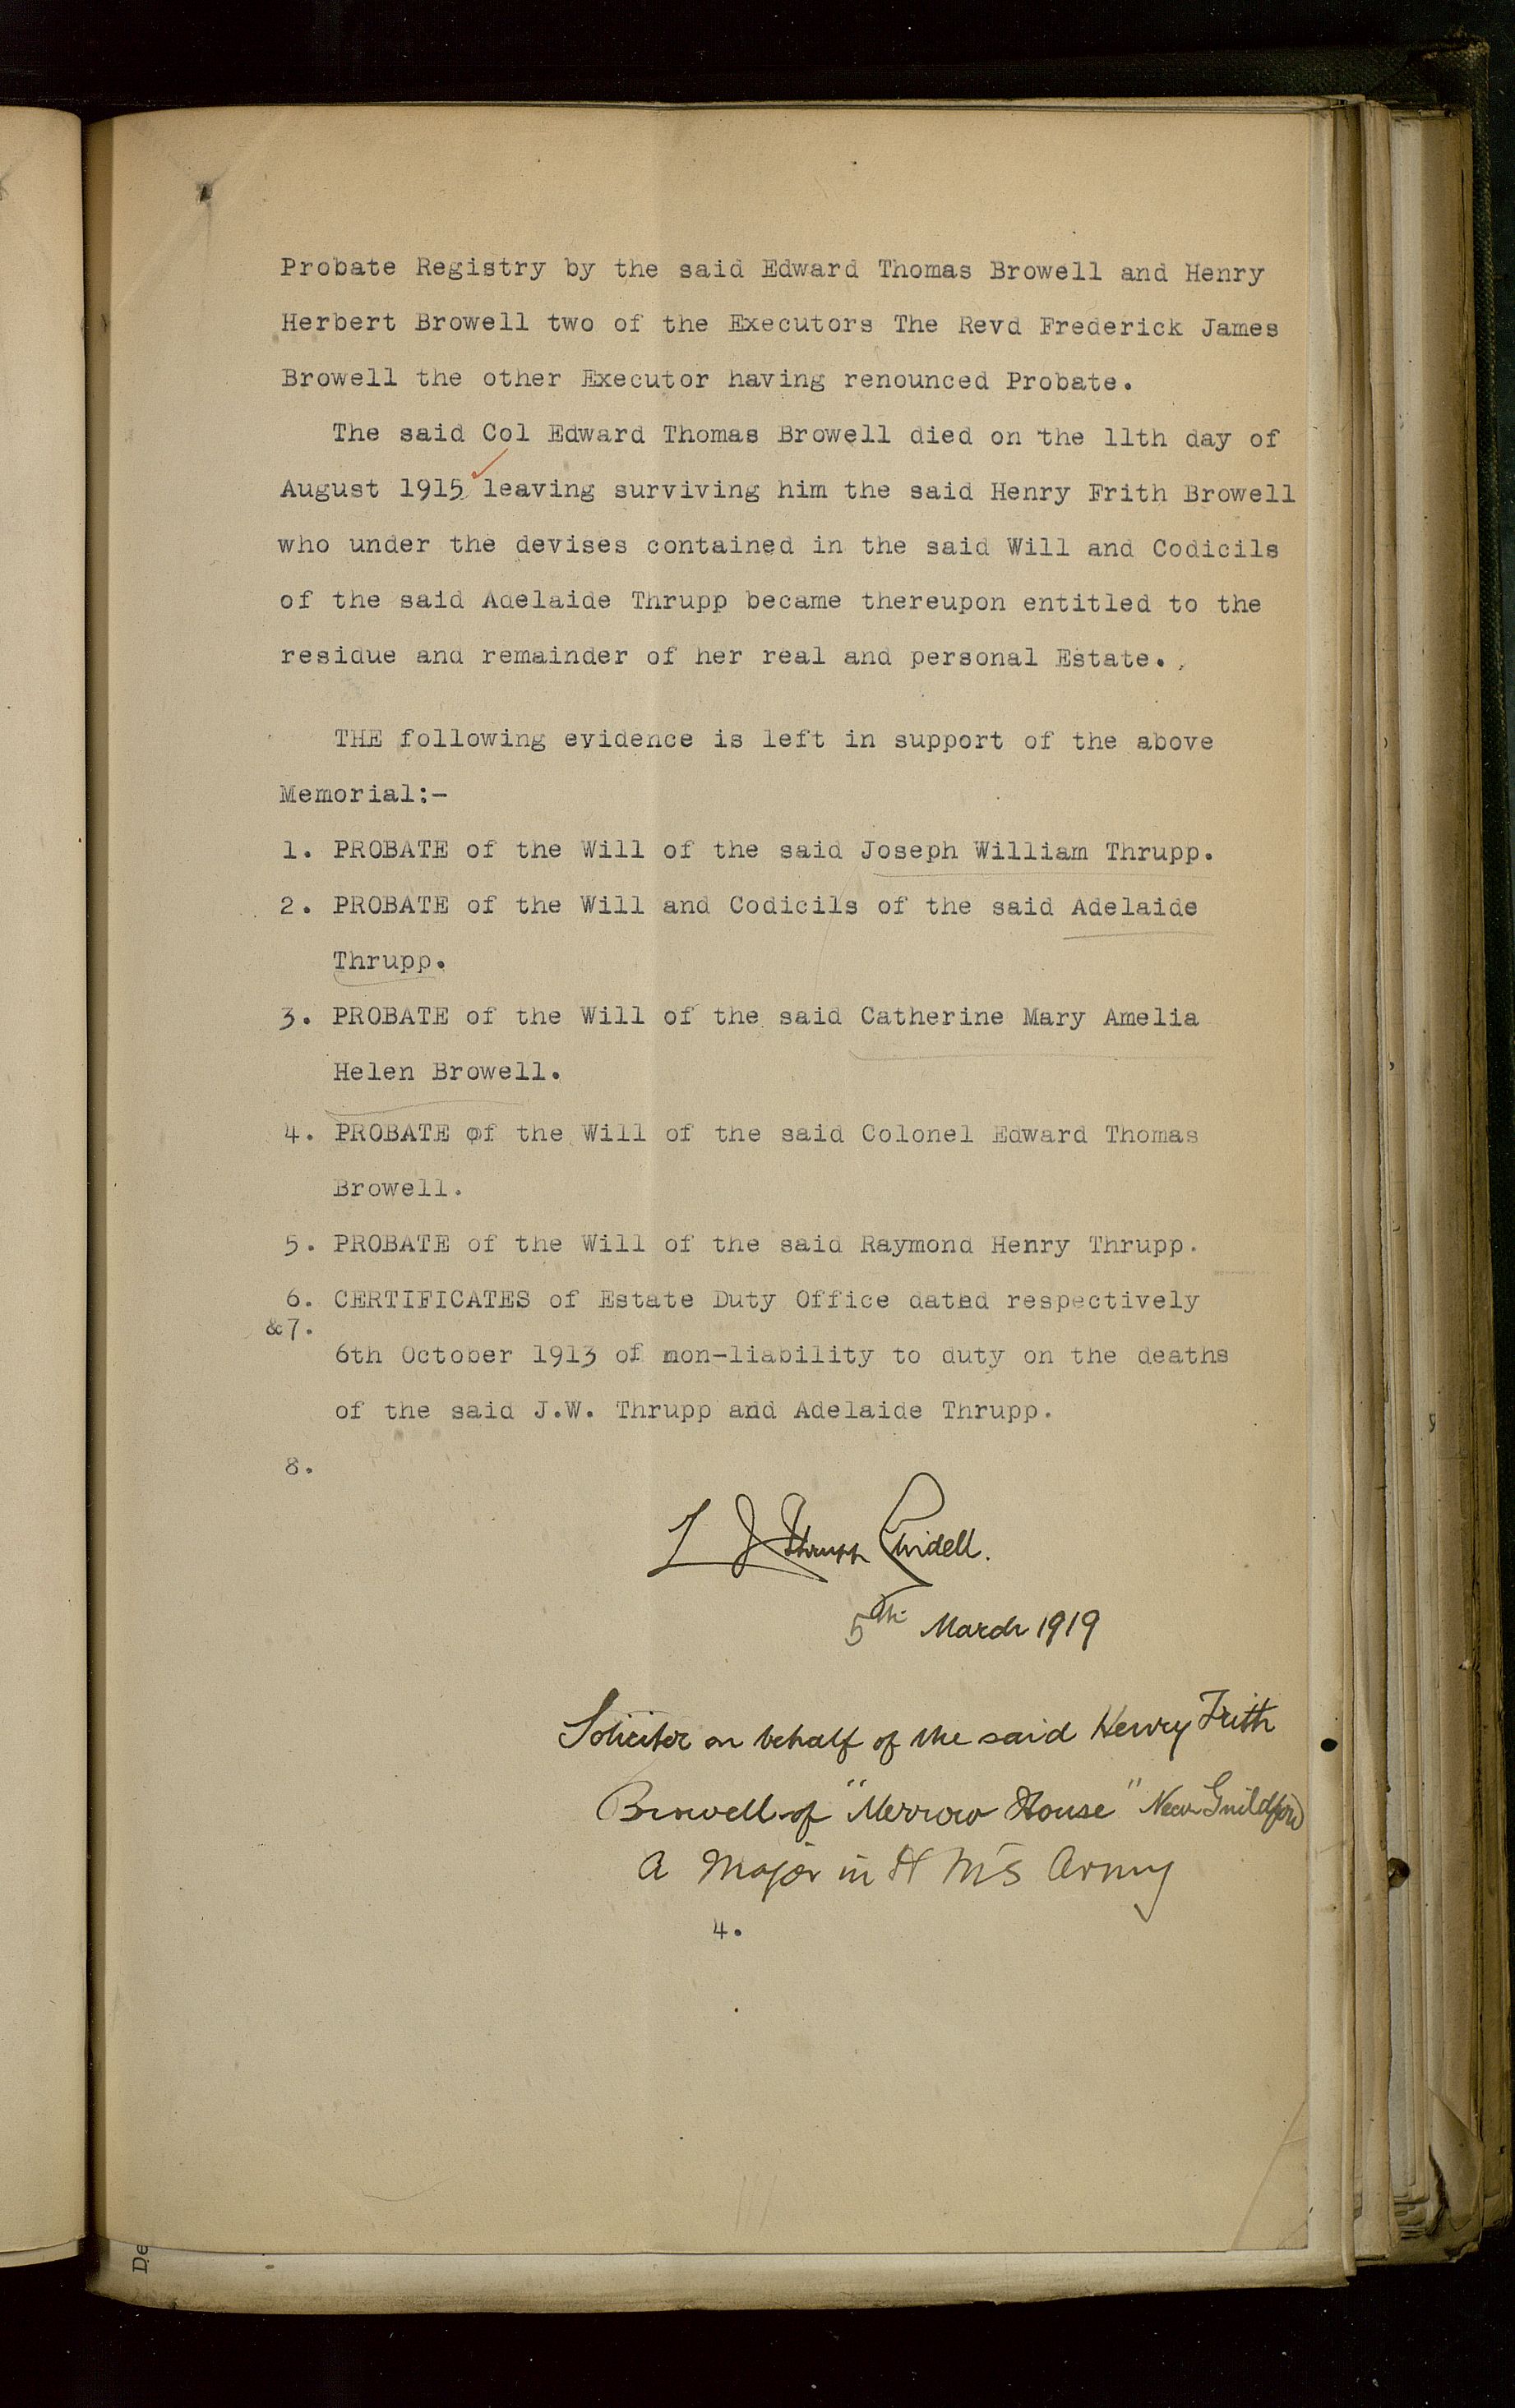 Probate Registry by the said Edward Thomas Browell and Henry
Herbert Browell two of the Executors The Revd Frederick James
Browell the other Executor having renounced Probate.
The said Col Edward Thomas Browell died on the 11th day of
August 1915 leaving surviving him the said Henry Frith Browell
who under the devises contained in the said Will and Codicils
of the said Adelaide Thrupp became thereupon entitled to the
residue and remainder of her real and personal Estate.
THE following evidence is left in support of the above
Memorial:-
1. PROBATE of the Will of the said Joseph William Thrupp.
2. PROBATE of the Will and Codicils of the said Adelaide
Thrupp.
3. PROBATE of the Will of the said Catherine Mary Amelia
Helen Browell.
4. PROBATE of the Will of the said Colonel Edward Thomas
Browell.
5. PROBATE of the Will of the said Raymond Henry Thrupp.
6. CERTIFICATES of Estate Duty Office dated respectively
&7.
6th October 1913 of non-liability to duty on the deaths
of the said J.W. Thrupp and Adelaide Thrupp.
8.
Thrupp
5th March 1919
Solicitor on behalf of the said Henry Frith
Browell of "Merrow House" Near Guildford
A Major in H M's Army
4.
De